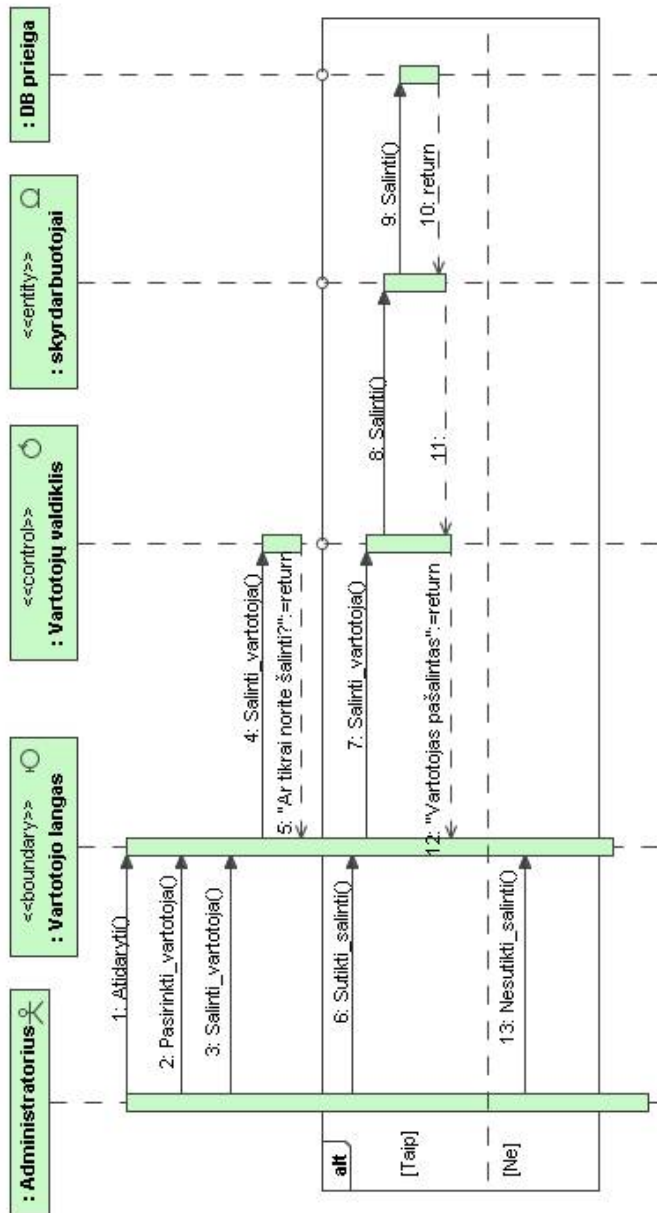 : Administratorius
<<boundary>>
: Vartotojo langas
<<control>>
: Vartotojų valdiklis
<<entity>>
: skyrdarbuotojai
: DB prieiga
1: Atidaryti()
2: Pasirinkti_vartotoja()
3: Salinti_vartotoja()
4: Salinti_vartotoja()
5: "Ar tikrai norite šalinti?":=return
alt
[Taip]
6: Sutikti_salinti()
7: Salinti_vartotoja()
8: Salinti()
9: Salinti()
10: return
11:
12: "Vartotojas pašalintas":=return
[Ne]
13: Nesutikti_salinti()